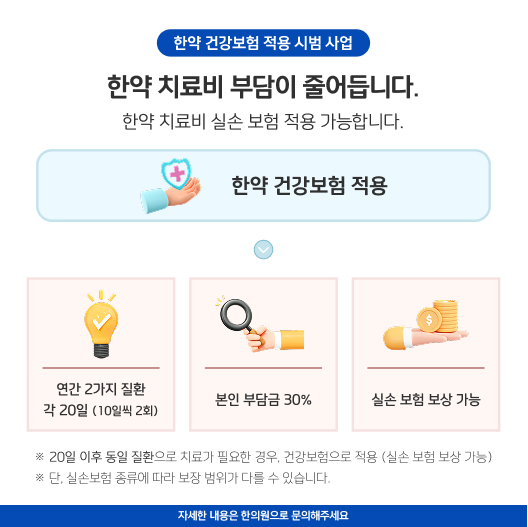 한약 건강보험 적용 시범 사업
한약 치료비 부담이 줄어듭니다.
한약 치료비 실손 보험 적용 가능합니다.
한약 건강보험 적용
연간 2가지 질환
각 20일 (10일씩 2회)
본인 부담금 30%
실손 보험 보상 가능
※ 20일 이후 동일 질환으로 치료가 필요한 경우, 건강보험으로 적용 (실손 보험 보상 가능)
※ 단, 실손보험 종류에 따라 보장 범위가 다를 수 있습니다.
자세한 내용은 한의원으로 문의해주세요